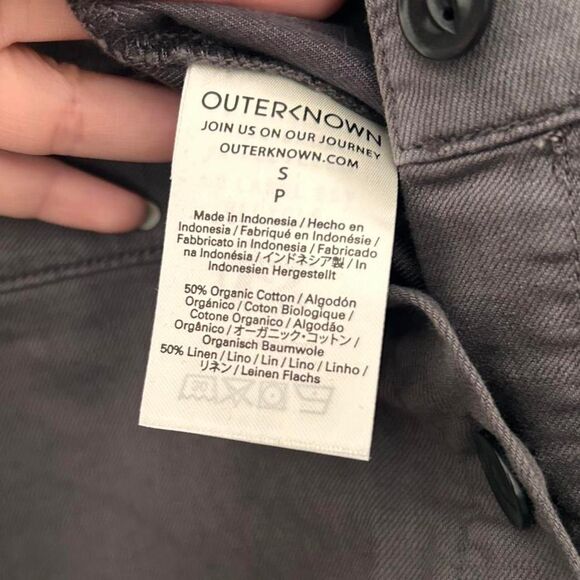 OUTERKNOWN
JOIN US ON OUR JOURNEY
OUTERKNOWN.COM
S
P
Made in Indonesia / Hecho en
Indonesia / Fabriqué en Indonésie /
Fabbricato in Indonesia / Fabricado
na Indonésia / インドネシア製 / In
Indonesien Hergestellt
50% Organic Cotton / Algodón
Orgánico / Coton Biologique /
Cotone Organico / Algodão
Orgânico / オーガニック・コットン /
Organisch Baumwole
50% Linen / Lino / Lin / Lino / Linho /
リネン / Leinen Flachs